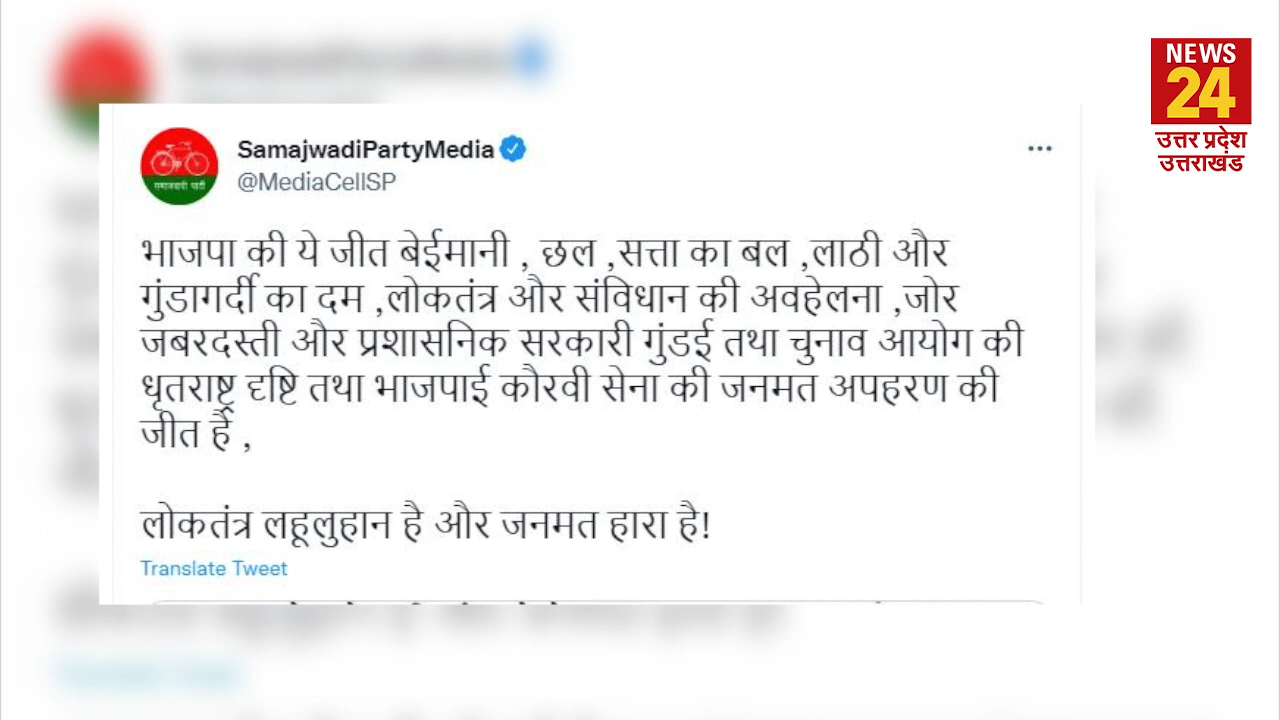 NEWS
24
उत्तर प्रदेश
उत्तराखंड
SamajwadiPartyMedia
@MediaCellSP
समाजवादी पार्टी
भाजपा की ये जीत बेईमानी , छल ,सत्ता का बल ,लाठी और
गुंडागर्दी का दम ,लोकतंत्र और संविधान की अवहेलना ,जोर
जबरदस्ती और प्रशासनिक सरकारी गुंडई तथा चुनाव आयोग की
धृतराष्ट्र दृष्टि तथा भाजपाई कौरवी सेना की जनमत अपहरण की
जीत है ,
लोकतंत्र लहूलुहान है और जनमत हारा है!
Translate Tweet